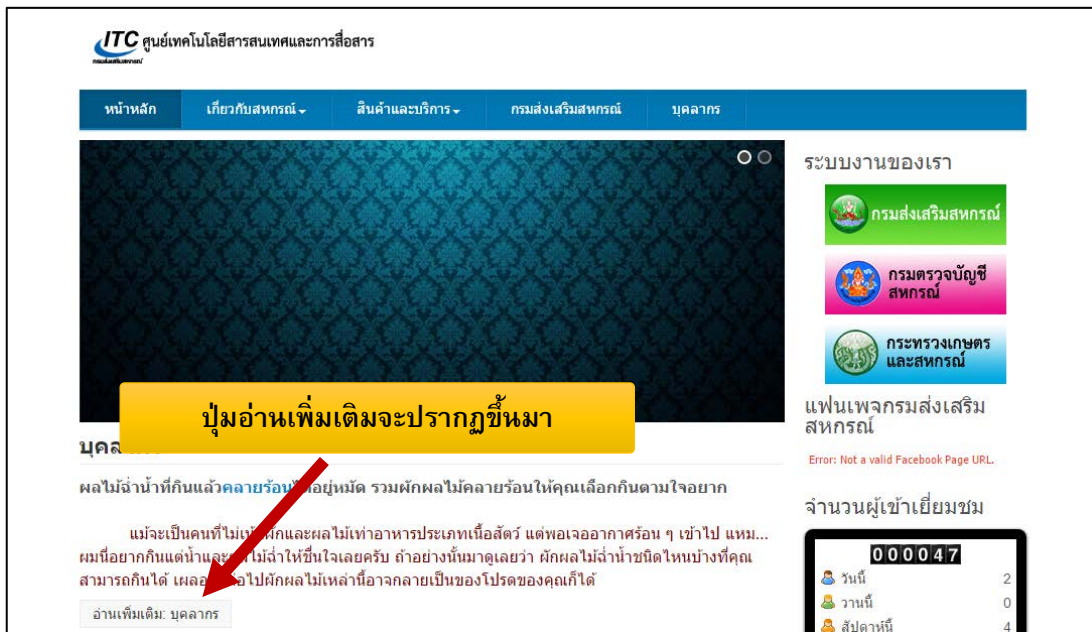 ITC ศูนย์เทคโนโลยีสารสนเทศและการสื่อสาร
กรมส่งเสริมสหกรณ์
หน้าหลัก เกี่ยวกับสหกรณ์ สินค้าและบริการ กรมส่งเสริมสหกรณ์ บุคลากร
ระบบงานของเรา
กรมส่งเสริมสหกรณ์
กรมตรวจบัญชี
สหกรณ์
กระทรวงเกษตร
และสหกรณ์
แฟนเพจกรมส่งเสริม
สหกรณ์
Error: Not a valid Facebook Page URL.
จำนวนผู้เข้าเยี่ยมชม
000047
วันนี้ 2
วานนี้ 0
สัปดาห์นี้ 4
ปุ่มอ่านเพิ่มเติมจะปรากฏขึ้นมา
ผลไม้ฉ่ำน้ำที่กินแล้วคลายร้อนได้อยู่หมัด รวมผักผลไม้คลายร้อนให้คุณเลือกกินตามใจอยาก
แม้จะเป็นคนที่ไม่เน้นผักและผลไม้เท่าอาหารประเภทเนื้อสัตว์ แต่พอเจออากาศร้อน ๆ เข้าไป แหม...
ผมนี่อยากกินแต่น้ำและผลไม้ฉ่ำให้ชื่นใจเลยครับ ถ้าอย่างนั้นมาดูเลยว่า ผักผลไม้ฉ่ำน้ำชนิดไหนบ้างที่คุณ
สามารถกินได้ เผลอ ไปผักผลไม้เหล่านี้อาจกลายเป็นของโปรดของคุณก็ได้
อ่านเพิ่มเติม: บุคลากร